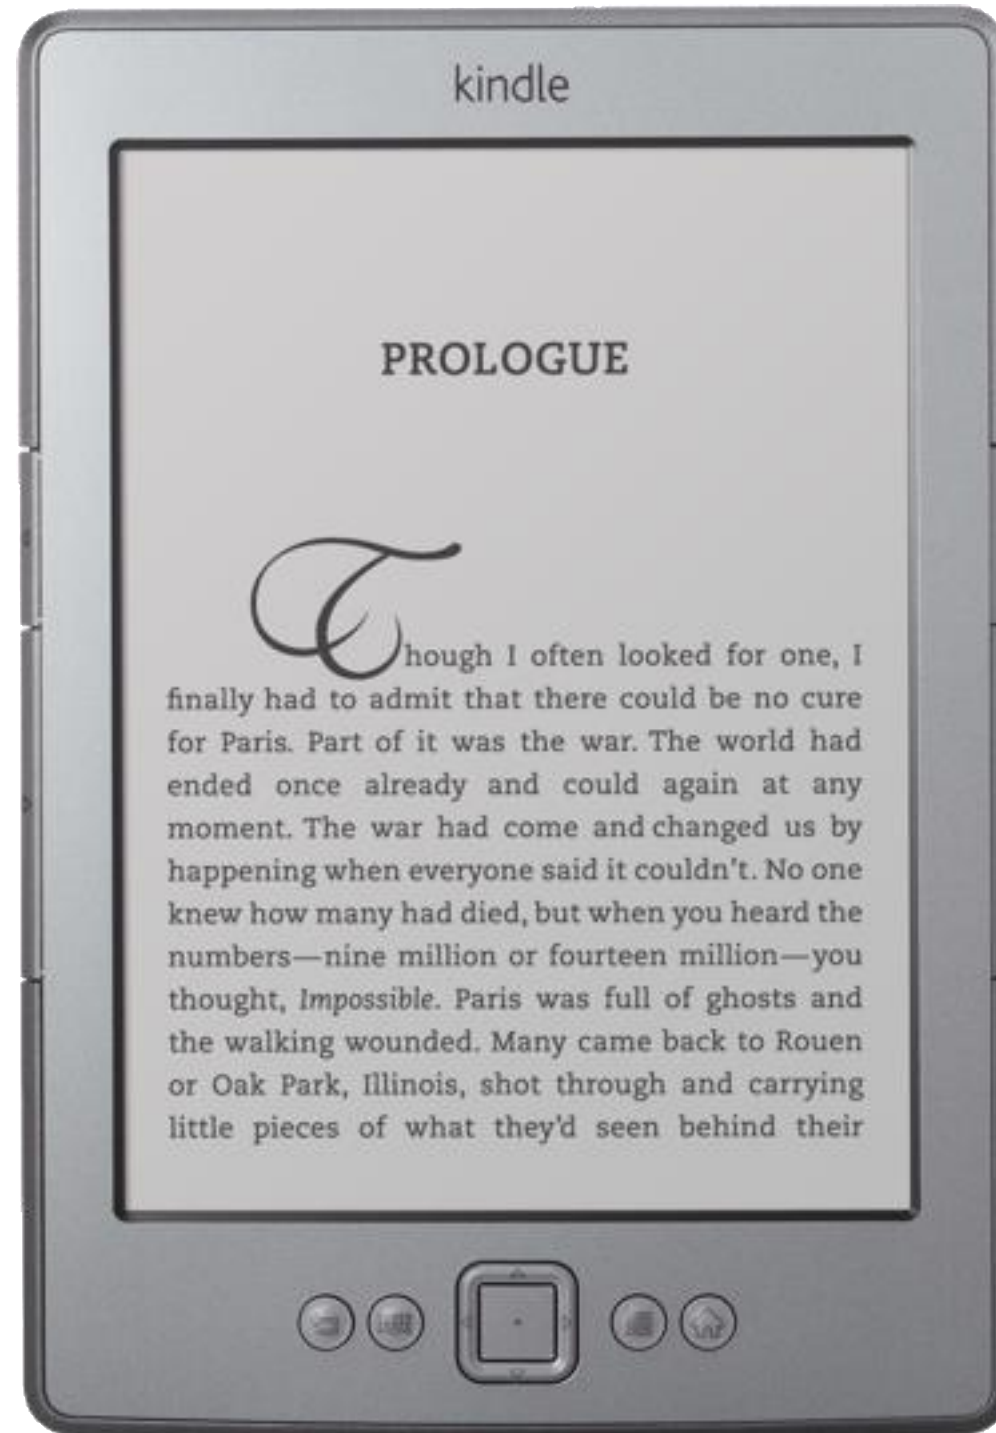 kindle
PROLOGUE
Though I often looked for one, I
finally had to admit that there could be no cure
for Paris. Part of it was the war. The world had
ended once already and could again at any
moment. The war had come and changed us by
happening when everyone said it couldn't. No one
knew how many had died, but when you heard the
numbers—nine million or fourteen million—you
thought, Impossible. Paris was full of ghosts and
the walking wounded. Many came back to Rouen
or Oak Park, Illinois, shot through and carrying
little pieces of what they'd seen behind their